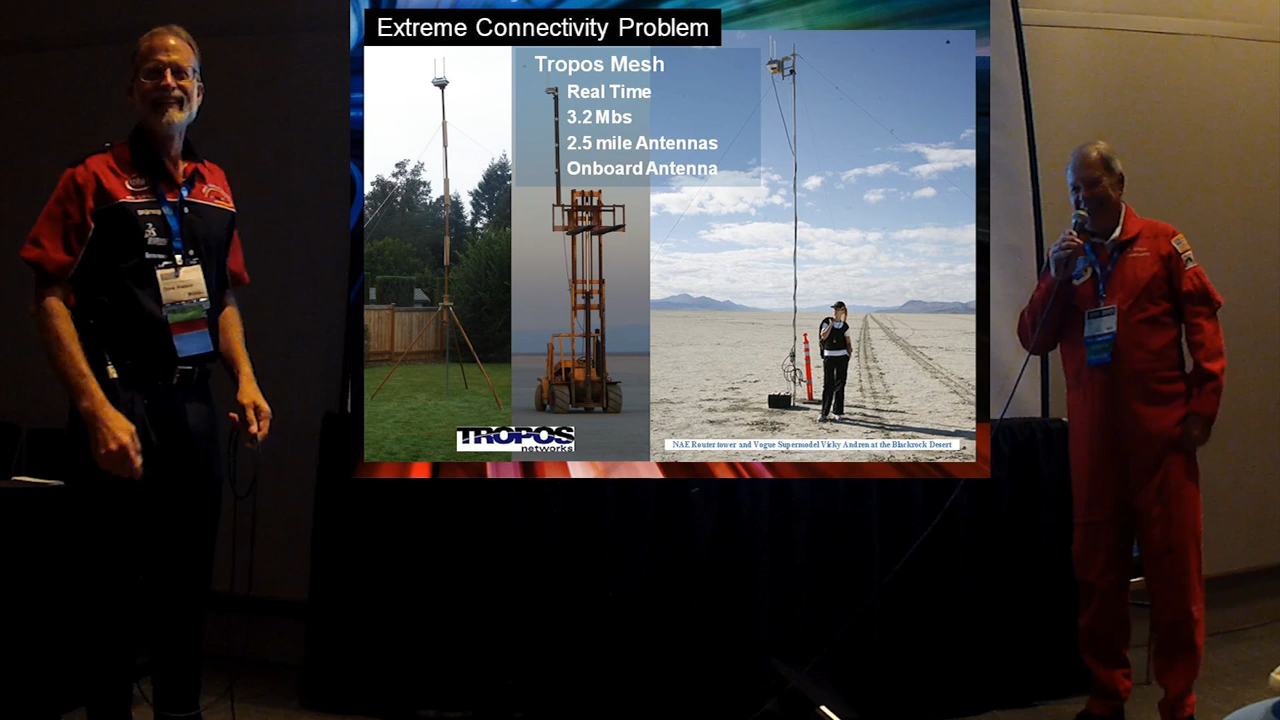 Extreme Connectivity Problem
Tropos Mesh
Real Time
3.2 Mbs
2.5 mile Antennas
Onboard Antenna
TROPOS
networks
NAE Router tower and Vogue Supermodel Vicky Andren at the Blackrock Desert